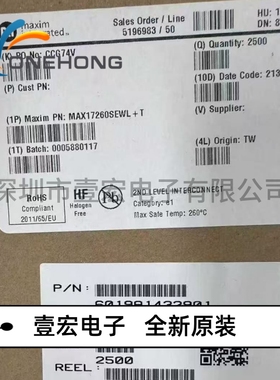 maxim
Sales Order / Line
5196983 / 50
ONEHONG
PO No: CCG74V
(Q) Quantity: 2500
(P) Cust PN:
(10D) Date Code: 213
(1P) Maxim PN: MAX17260SEWL+T
(V) Supplier:
(1T) Batch: 0005880117
(4L) Origin: TW
深圳市壹宏电子有限公司
RoHS
Compliant
2011/65/EU
HF
Halogen
Free
Pb
2ND LEVEL INTERCONNECT
Category: e1
Max Safe Temp: 260°C
P/N:
壹宏电子 全新原装
REEL
2500